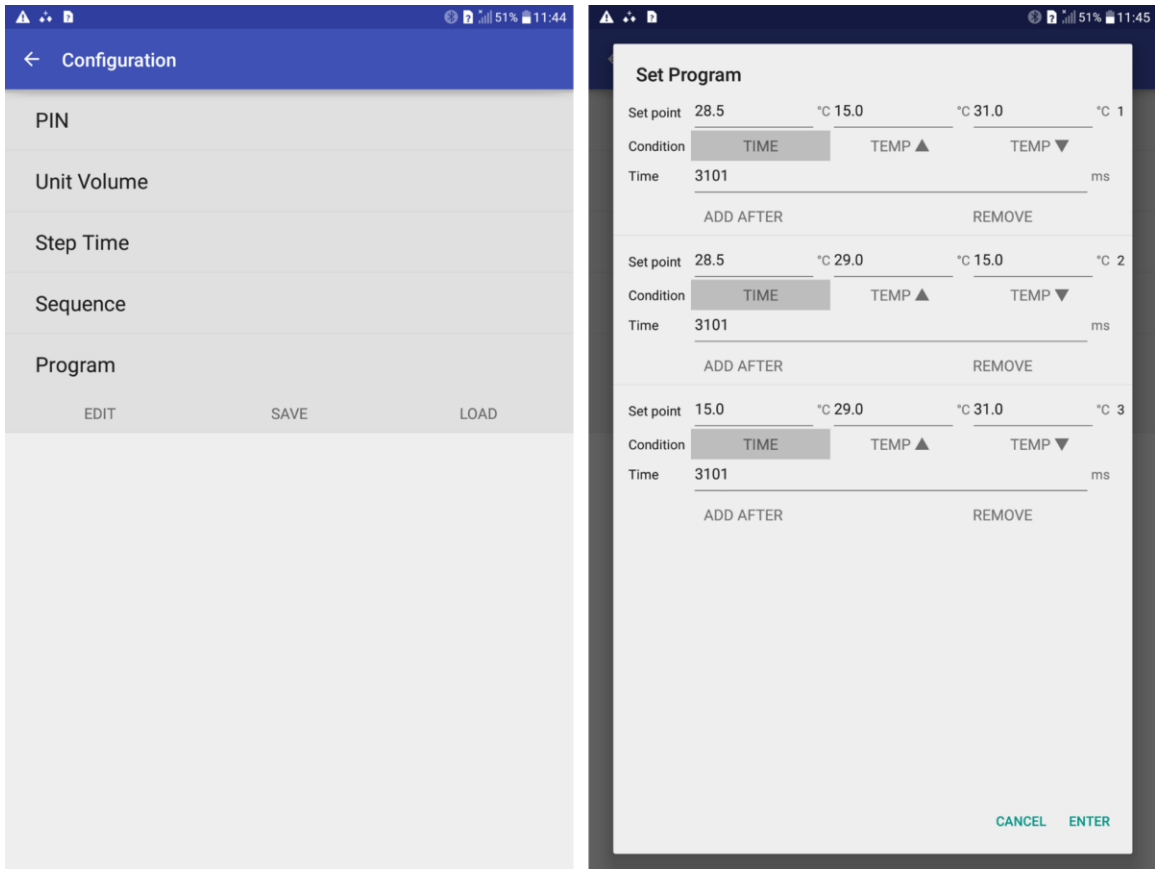 51% 11:44
Configuration
PIN
Unit Volume
Step Time
Sequence
Program
EDIT SAVE LOAD
51% 11:45
Set Program
Set point 28.5 °C 15.0 °C 31.0 °C 1
Condition TIME TEMP ▲ TEMP ▼
Time 3101 ms
ADD AFTER REMOVE
Set point 28.5 °C 29.0 °C 15.0 °C 2
Condition TIME TEMP ▲ TEMP ▼
Time 3101 ms
ADD AFTER REMOVE
Set point 15.0 °C 29.0 °C 31.0 °C 3
Condition TIME TEMP ▲ TEMP ▼
Time 3101 ms
ADD AFTER REMOVE
CANCEL ENTER